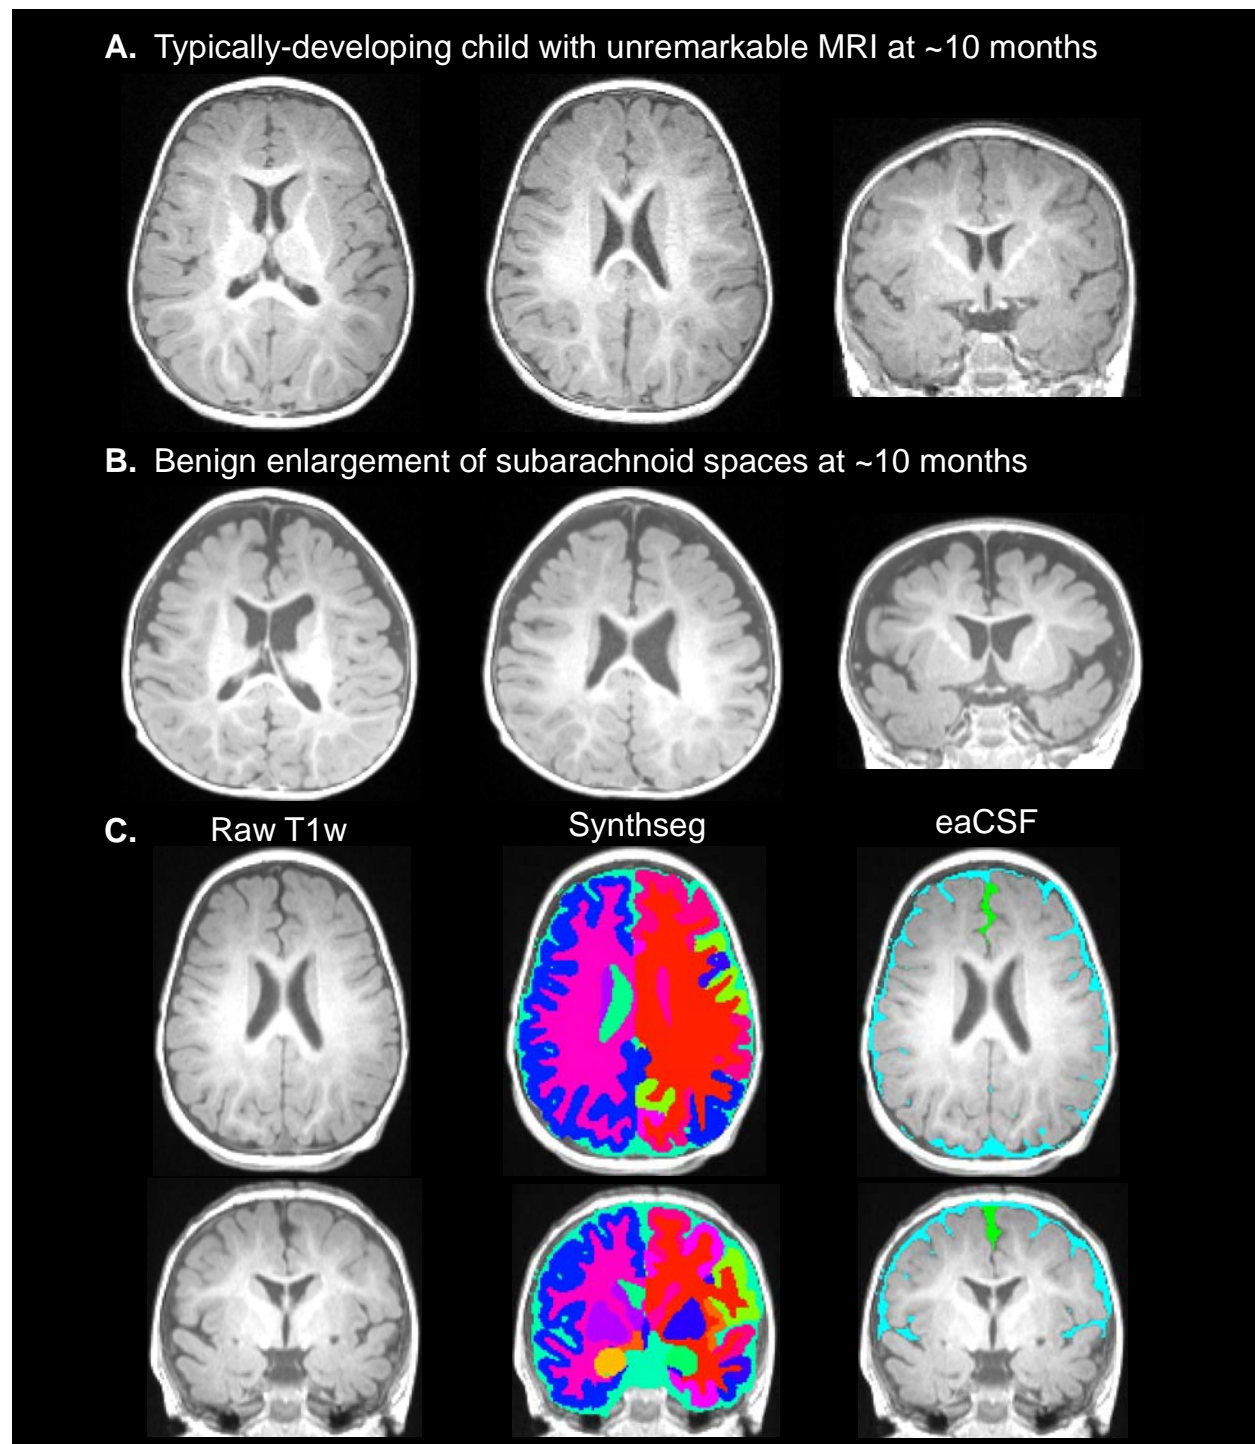 A. Typically-developing child with unremarkable MRI at ~10 months
B. Benign enlargement of subarachnoid spaces at ~10 months
C. Raw T1w Synthseg eaCSF